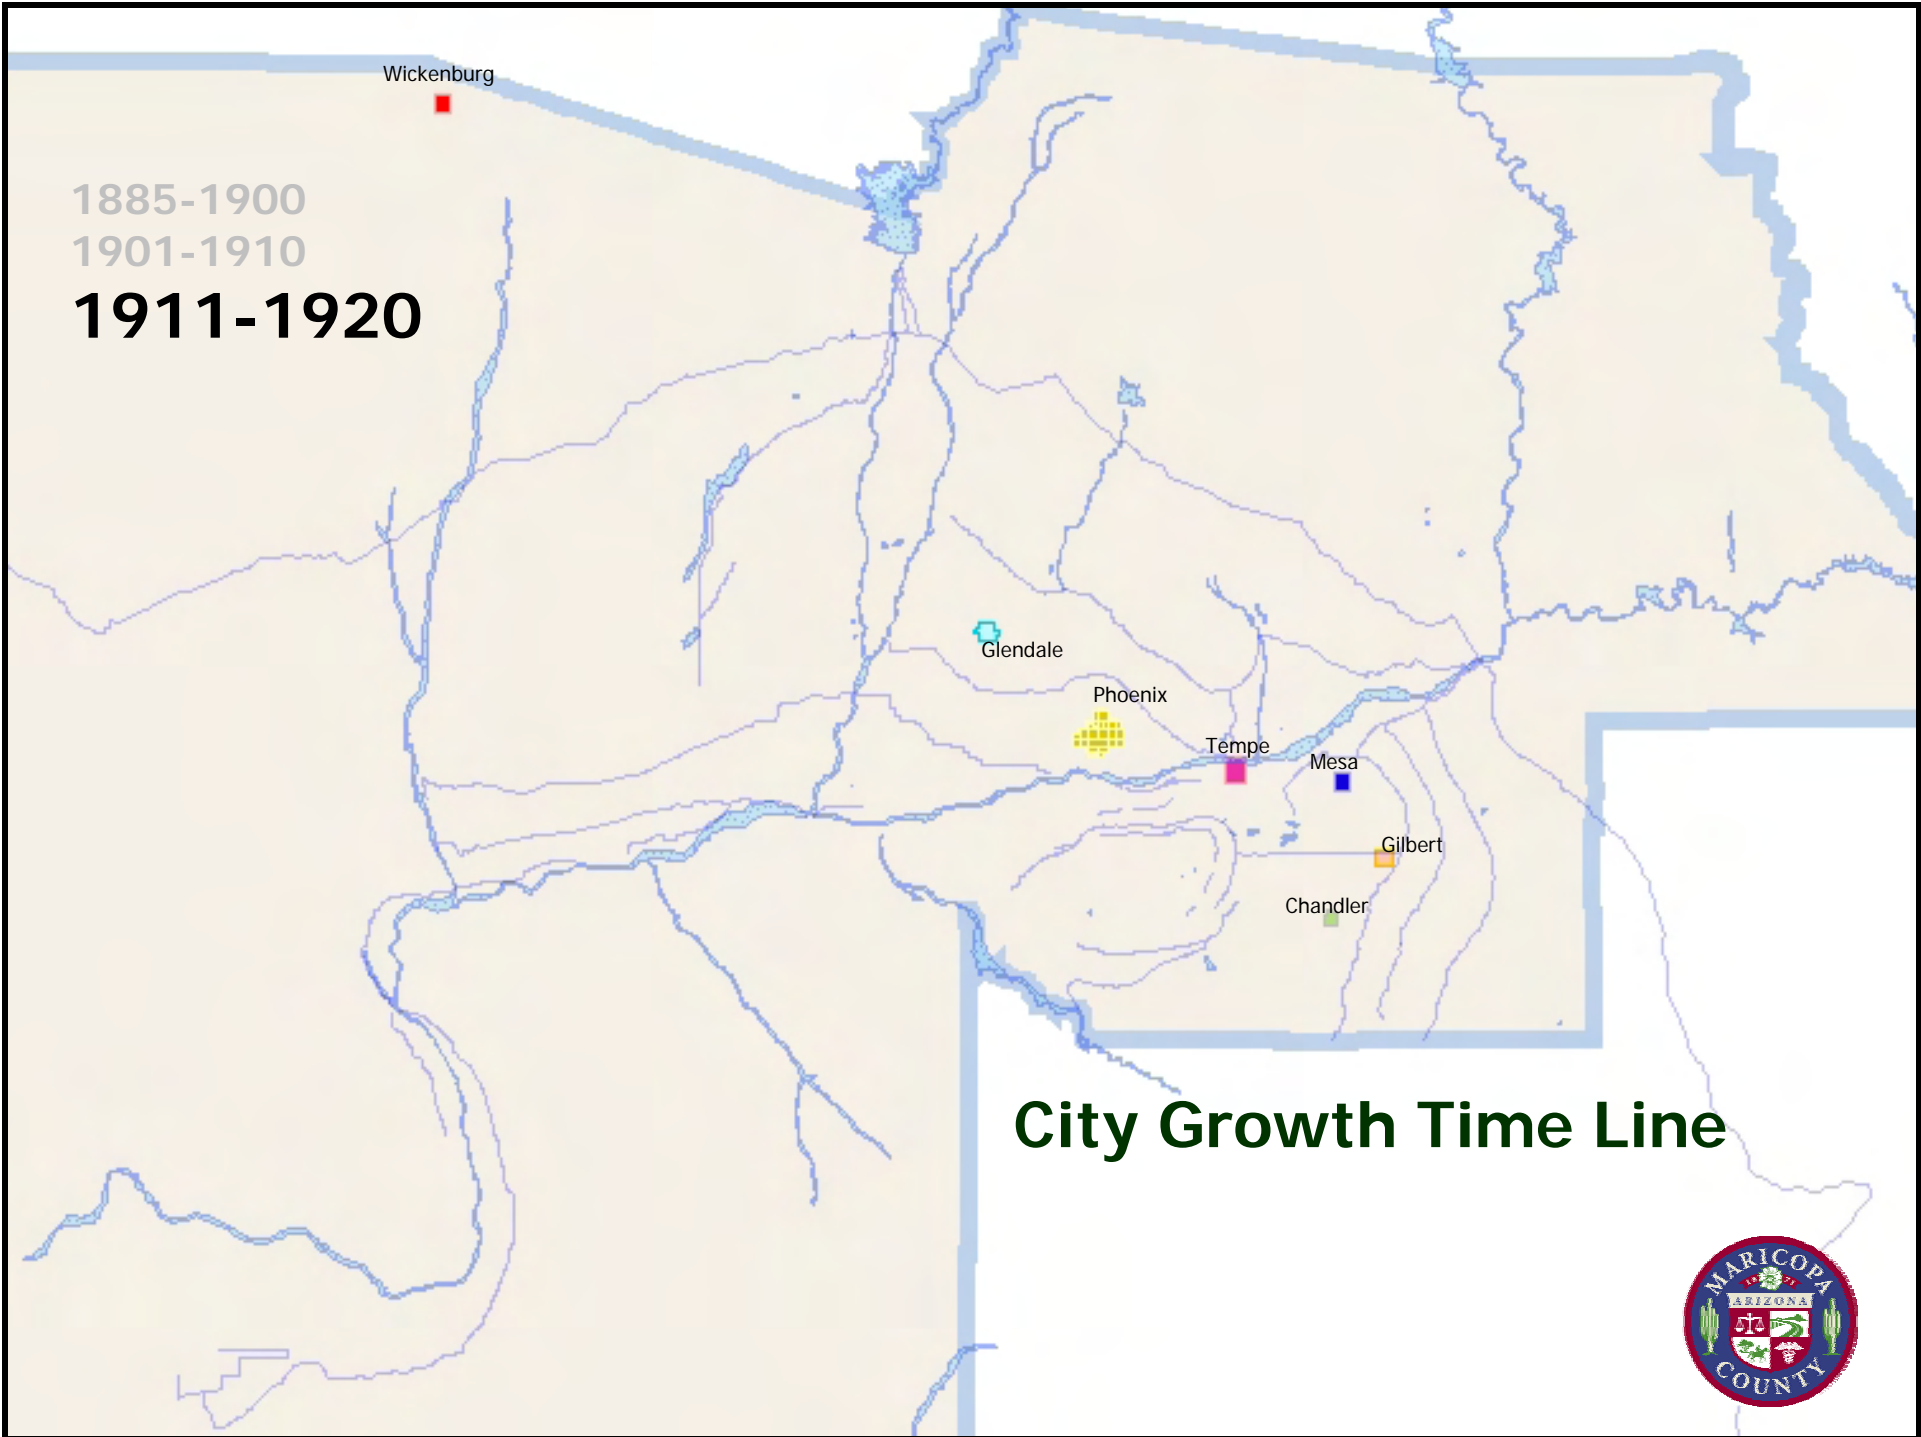 Wickenburg
1885-1900
1901-1910
1911-1920
Glendale
Phoenix
Tempe
Mesa
Gilbert
Chandler
City Growth Time Line
MARICOPA
ARIZONA
COUNTY